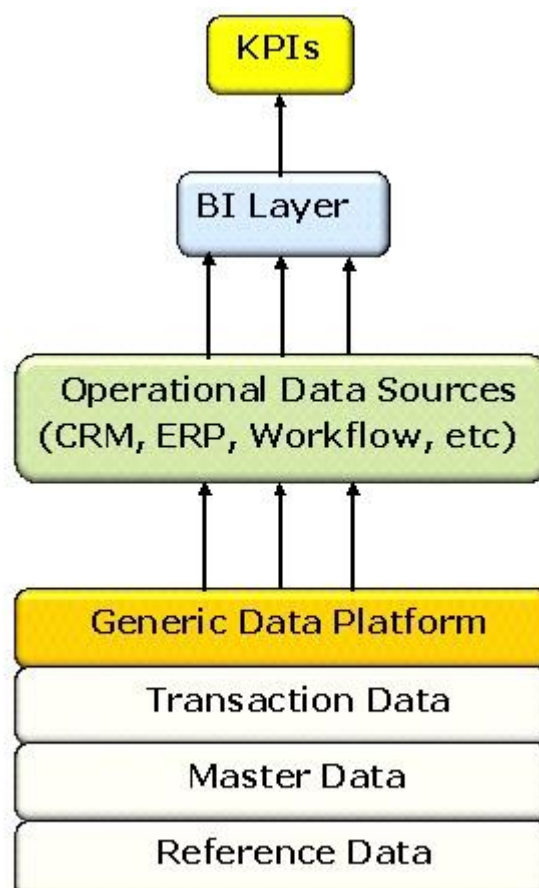 KPIs
BI Layer
Operational Data Sources
(CRM, ERP, Workflow, etc)
Generic Data Platform
Transaction Data
Master Data
Reference Data